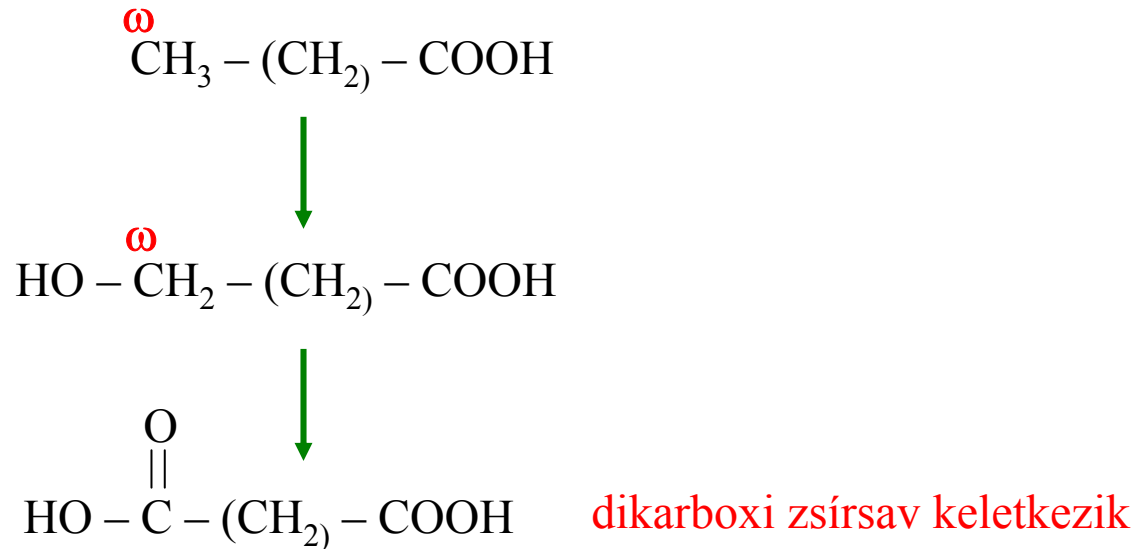 ω
CH₃ – (CH₂₎ – COOH
ω
HO – CH₂ – (CH₂₎ – COOH
O
||
HO – C – (CH₂₎ – COOH dikarboxi zsírsav keletkezik